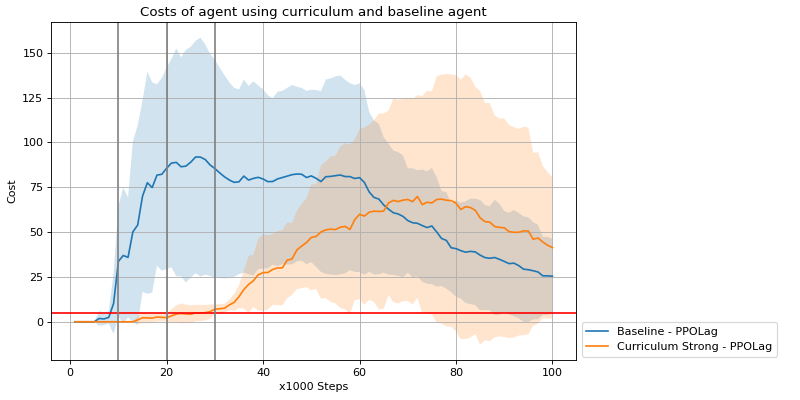 Costs of agent using curriculum and baseline agent
Cost
150
125
100
75
50
25
0
0 20 40 60 80 100
x1000 Steps
Baseline - PPOLag
Curriculum Strong - PPOLag